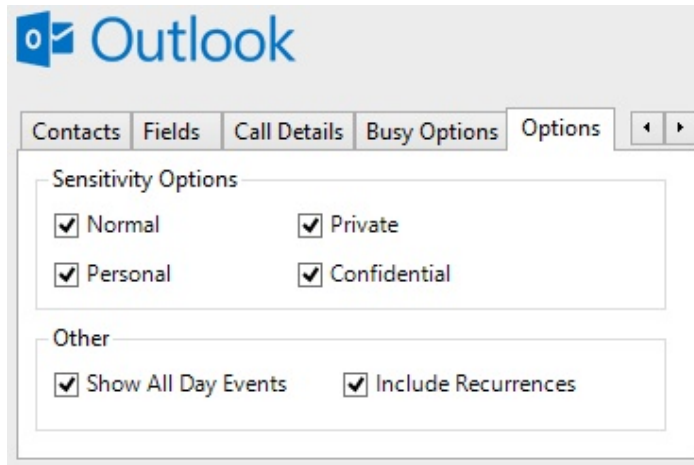 Outlook
Contacts Fields Call Details Busy Options Options
Sensitivity Options
Normal Private
Personal Confidential
Other
Show All Day Events Include Recurrences